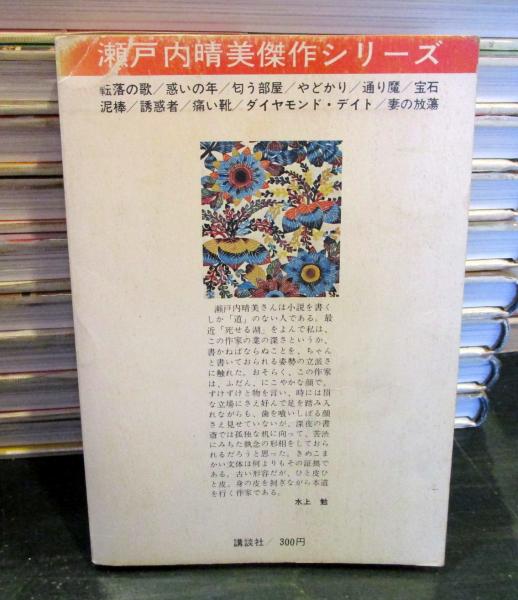 瀬戸内晴美傑作シリーズ
転落の歌／惑いの年／匂う部屋／やどかり／通り魔／宝石
泥棒／誘惑者／痛い靴／ダイヤモンド・デイト／妻の放蕩
瀬戸内晴美さんは小説を書く
しか「道」のない人である。最
近「死せる湖」をよんで私は、
この作家の業の深さというか、
書かねばならぬことを、ちゃん
と書いておられる姿勢の立派さ
に触れた。おそらく、この作家
は、ふだん、にこやかな顔で、
すけすけと物を言い、時には損
な立場にさえ好んで足を踏み入
れながらも、歯を喰いしばる顔
さえ見せていないが、深夜の書
斎では孤独な机に向って、苦渋
にみちた執念の形相をしておら
れるだろうと思った。きめこま
かい文体は何よりもその証拠で
ある。古い形容だが、ひと皮ひ
と皮、身の皮を剥ぎながら本道
を行く作家である。
水上 勉
講談社／ 300円